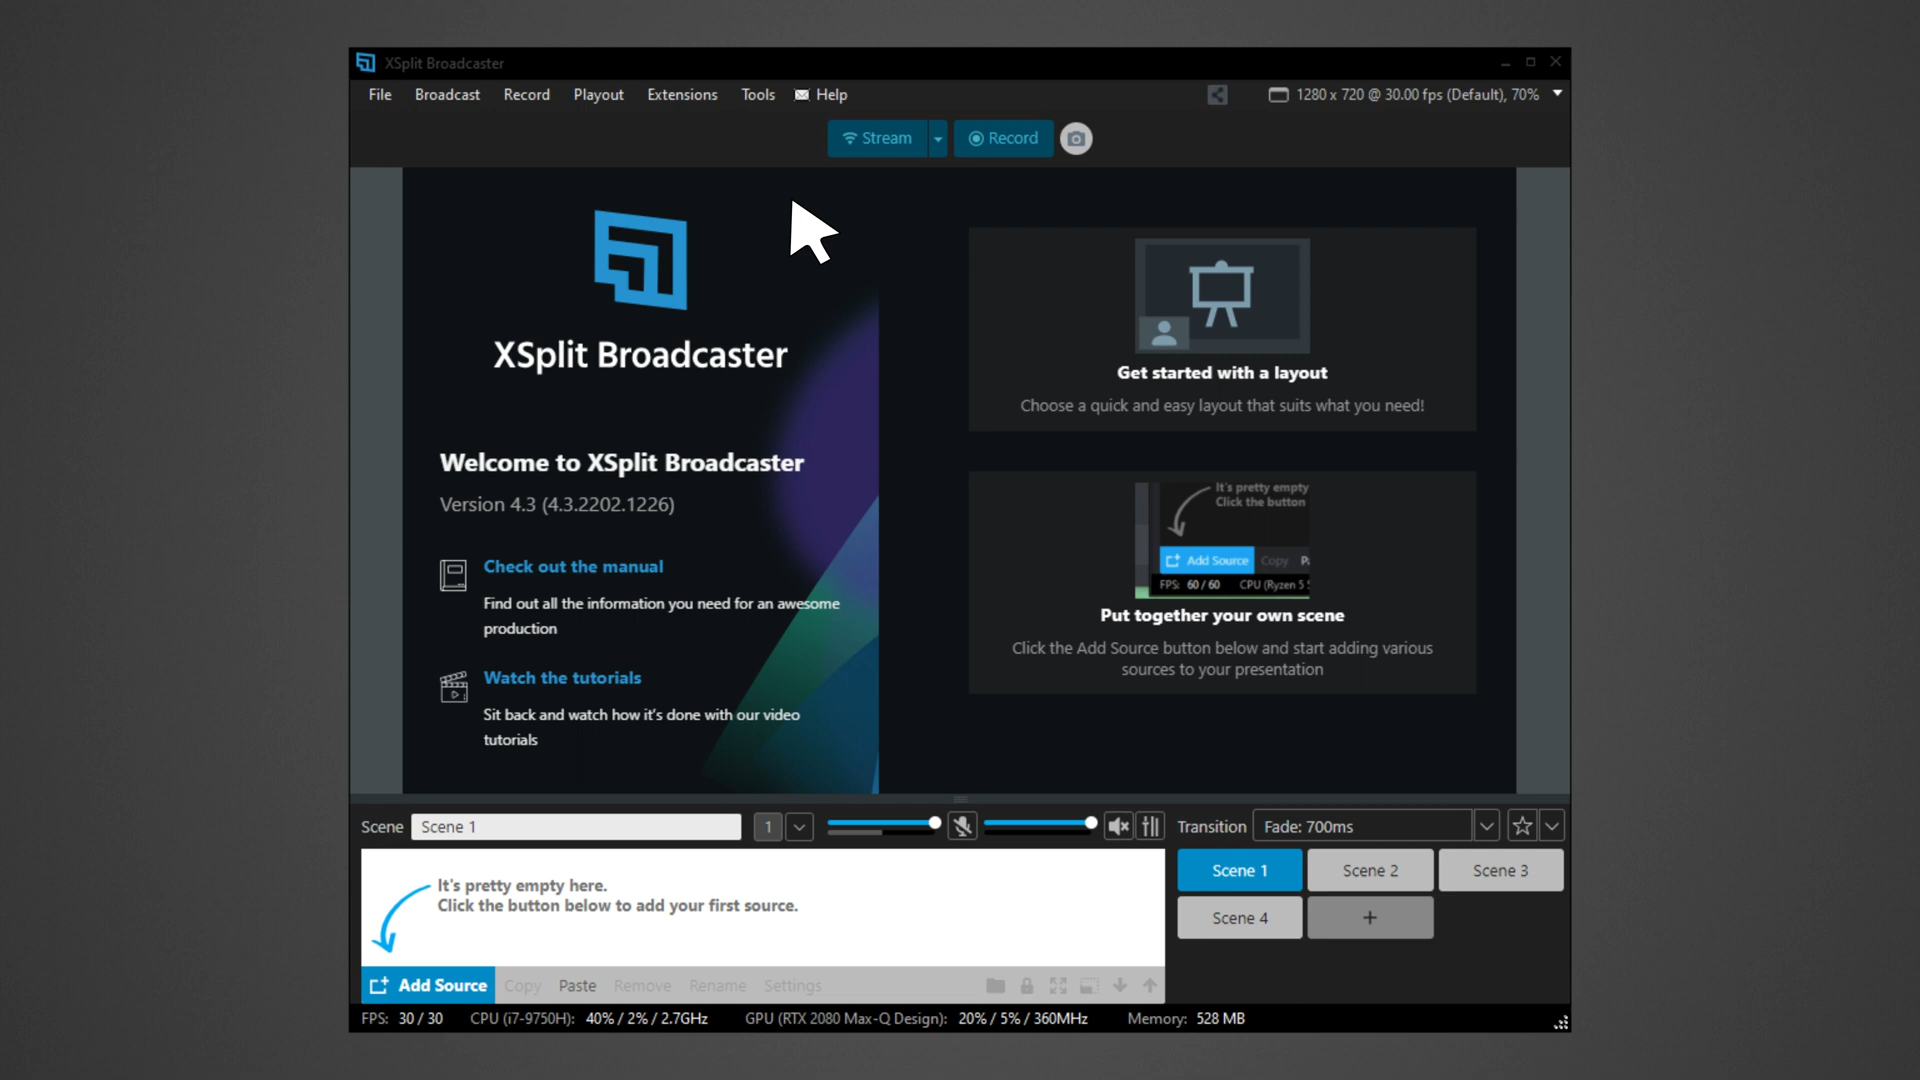 XSplit Broadcaster
File Broadcast Record Playout Extensions Tools Help
1280 x 720 @ 30.00 fps (Default), 70%
Stream Record
XSplit Broadcaster
Welcome to XSplit Broadcaster
Version 4.3 (4.3.2202.1226)
Check out the manual
Find out all the information you need for an awesome
production
Watch the tutorials
Sit back and watch how it's done with our video
tutorials
Get started with a layout
Choose a quick and easy layout that suits what you need!
It's pretty empty
Click the button
Add Source Copy
FPS: 60 / 60 CPU (Ryzen 5
Put together your own scene
Click the Add Source button below and start adding various
sources to your presentation
Scene Scene 1 1 Transition Fade: 700ms
It's pretty empty here.
Click the button below to add your first source.
Scene 1 Scene 2 Scene 3
Scene 4 +
Add Source Copy Paste Remove Rename Settings
FPS: 30 / 30 CPU (i7-9750H): 40% / 2% / 2.7GHz GPU (RTX 2080 Max-Q Design): 20% / 5% / 360MHz Memory: 528 MB